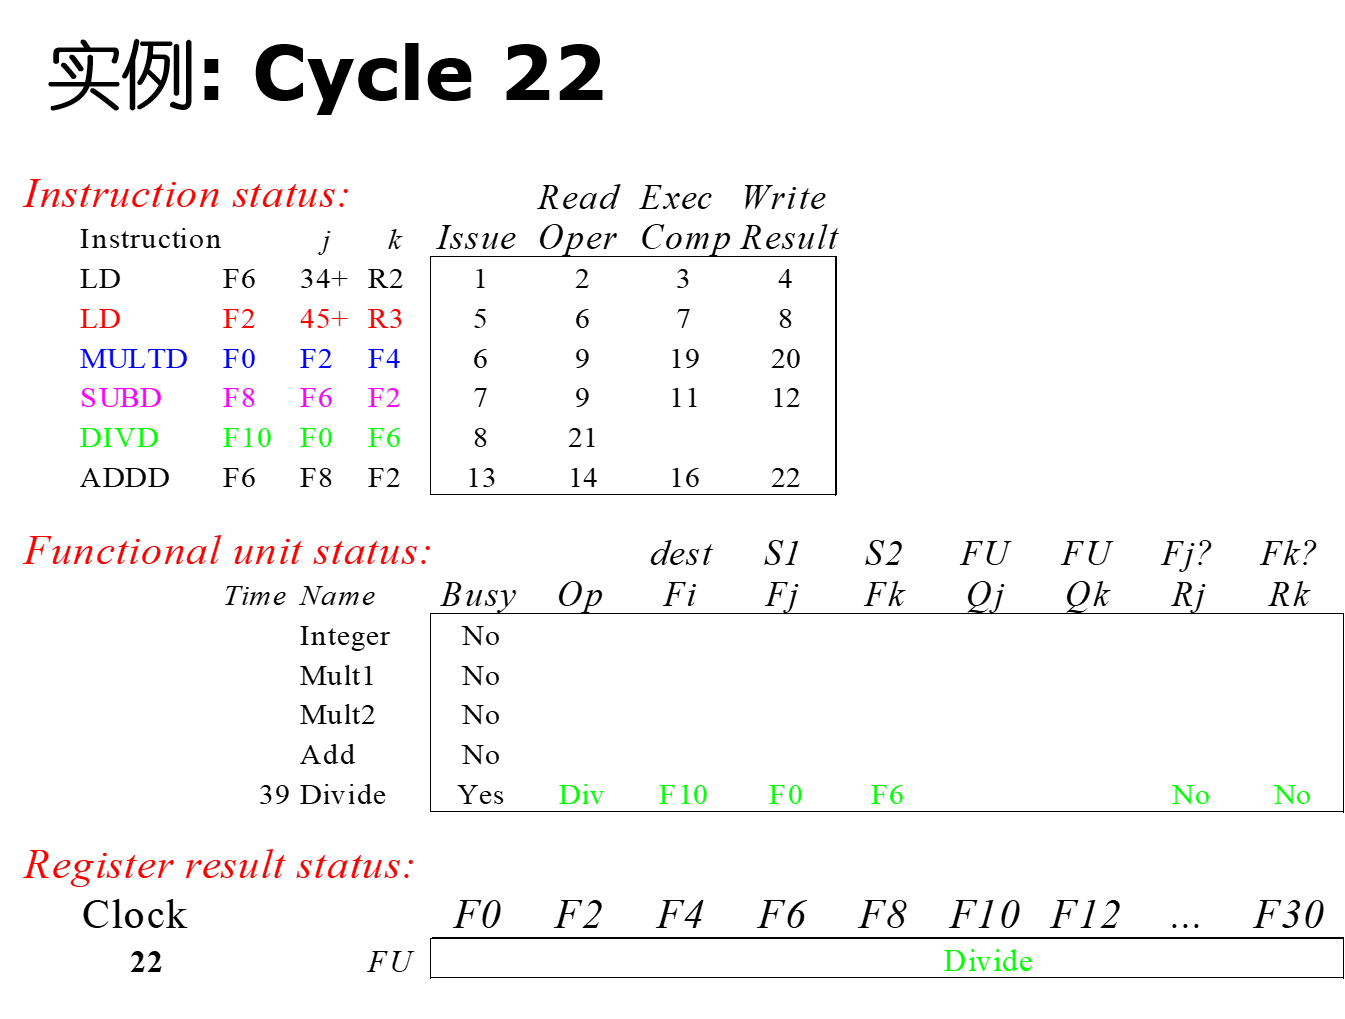 实例: Cycle 22
Instruction status:
Read Exec Write
Instruction j k Issue Oper Comp Result
LD F6 34+ R2 1 2 3 4
LD F2 45+ R3 5 6 7 8
MULTD F0 F2 F4 6 9 19 20
SUBD F8 F6 F2 7 9 11 12
DIVD F10 F0 F6 8 21
ADDD F6 F8 F2 13 14 16 22
Functional unit status:
dest S1 S2 FU FU Fj? Fk?
Time Name Busy Op Fi Fj Fk Qj Qk Rj Rk
Integer No
Mult1 No
Mult2 No
Add No
39 Divide Yes Div F10 F0 F6 No No
Register result status:
Clock F0 F2 F4 F6 F8 F10 F12 ... F30
22 FU Divide